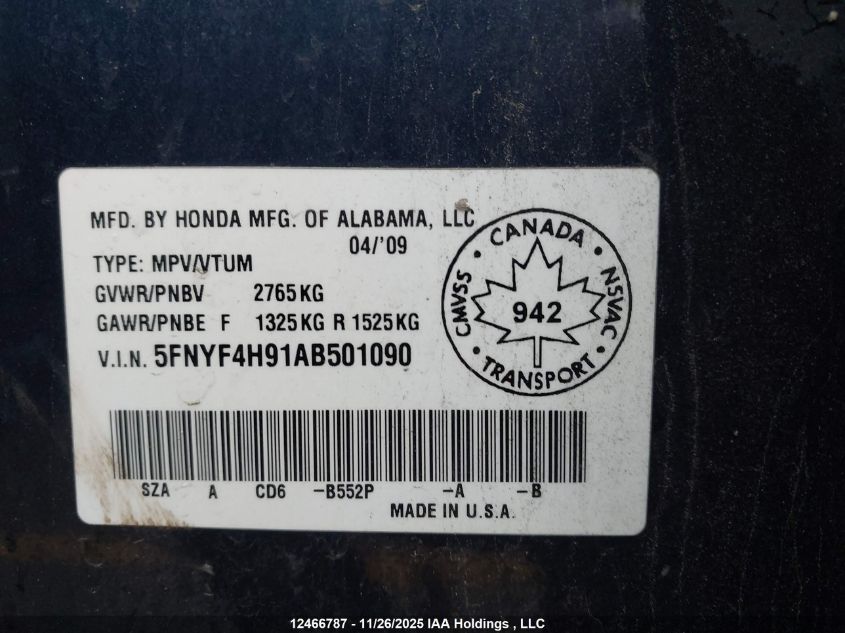 MFD. BY HONDA MFG. OF ALABAMA, LLC
04/'09
TYPE: MPV/VTUM
GVWR/PNBV 2765KG
GAWR/PNBE F 1325KG R 1525KG
V.I.N. 5FNYF4H91AB501090
CMVSS • CANADA • NSVAC
942
• TRANSPORT •
SZA A CD6 -B552P -A -B
MADE IN U.S.A.
12466787 - 11/26/2025 IAA Holdings , LLC